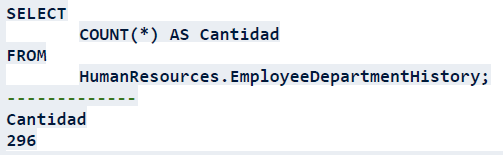 SELECT
COUNT(*) AS Cantidad
FROM
HumanResources.EmployeeDepartmentHistory;
-------------
Cantidad
296